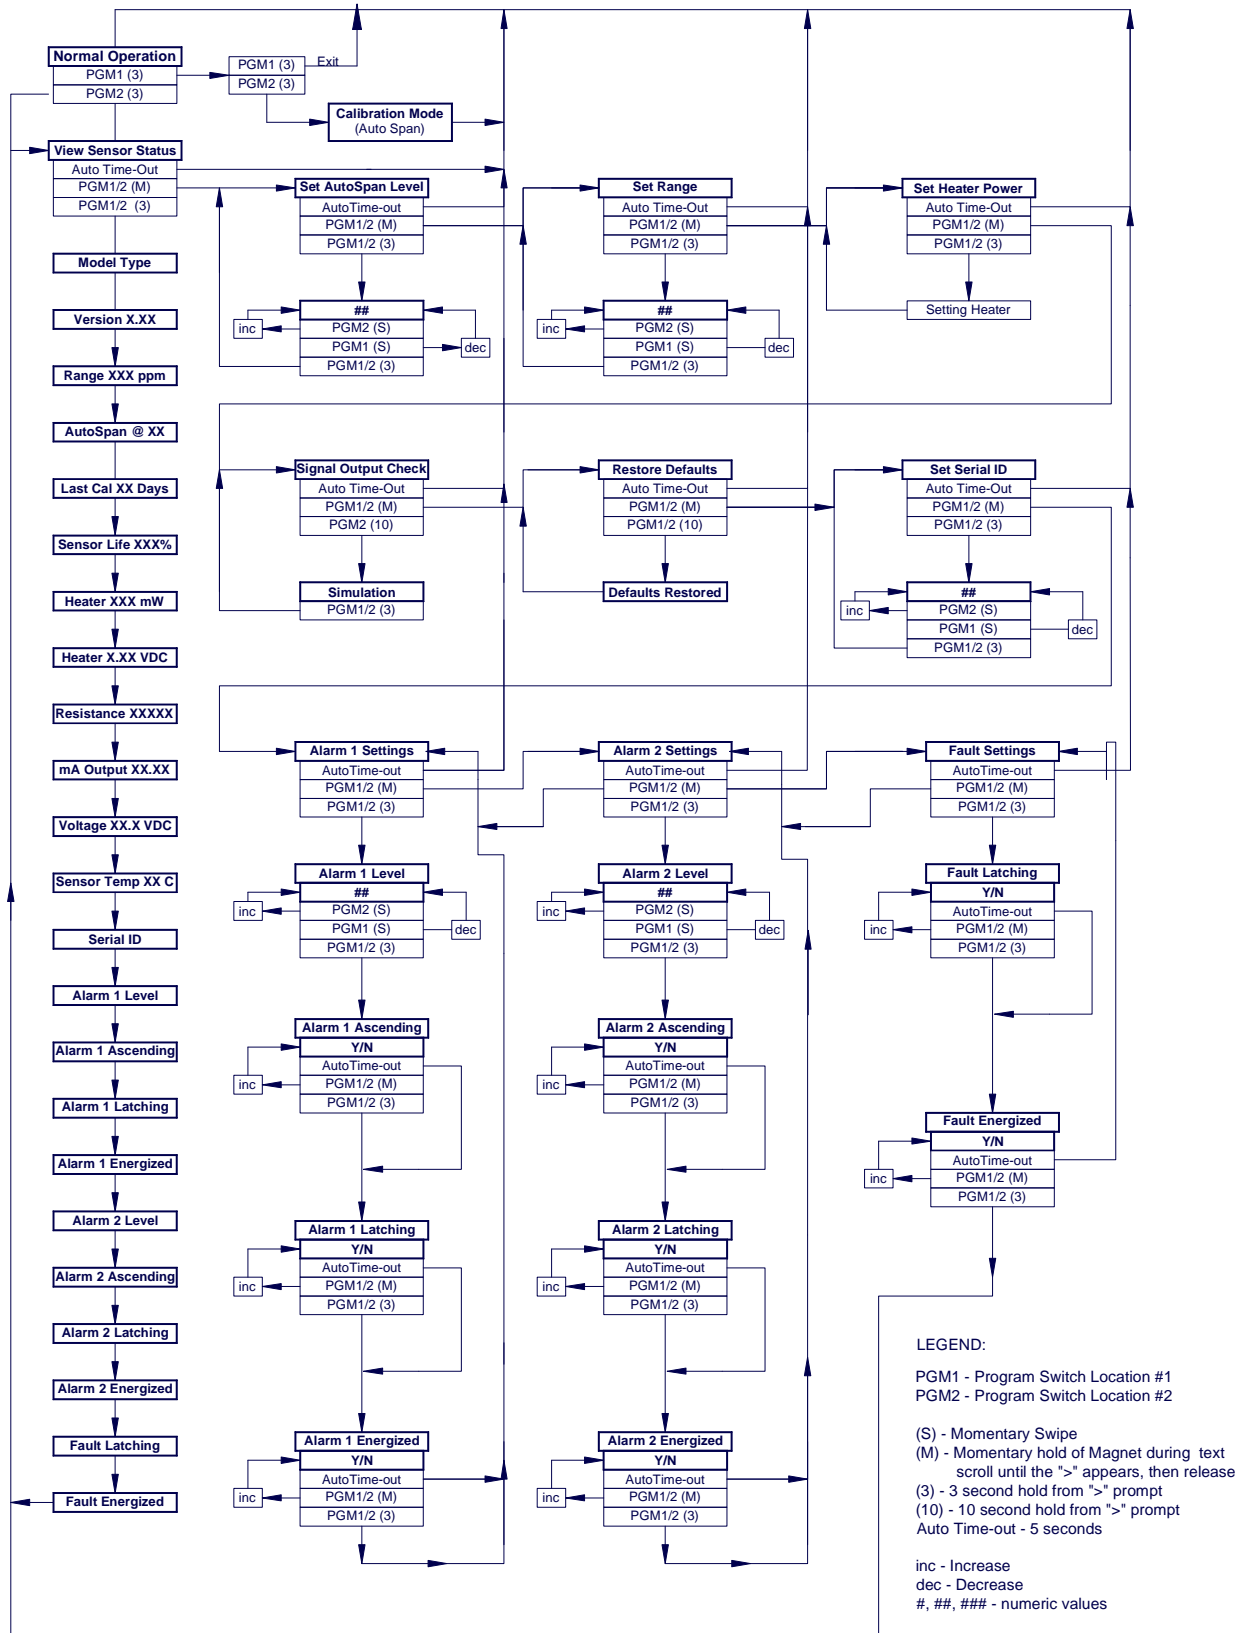 Normal Operation
PGM1 (3)
PGM2 (3)
PGM1 (3)
PGM2 (3)
Exit
Calibration Mode
(Auto Span)
View Sensor Status
Auto Time-Out
PGM1/2 (M)
PGM1/2 (3)
Set AutoSpan Level
AutoTime-out
PGM1/2 (M)
PGM1/2 (3)
##
PGM2 (S)
PGM1 (S)
PGM1/2 (3)
inc
dec
Set Range
Auto Time-Out
PGM1/2 (M)
PGM1/2 (3)
##
PGM2 (S)
PGM1 (S)
PGM1/2 (3)
inc
dec
Set Heater Power
Auto Time-Out
PGM1/2 (M)
PGM1/2 (3)
Setting Heater
Model Type
Version X.XX
Range XXX ppm
AutoSpan @ XX
Last Cal XX Days
Sensor Life XXX%
Heater XXX mW
Heater X.XX VDC
Resistance XXXXX
mA Output XX.XX
Voltage XX.X VDC
Sensor Temp XX C
Serial ID
Alarm 1 Level
Alarm 1 Ascending
Alarm 1 Latching
Alarm 1 Energized
Alarm 2 Level
Alarm 2 Ascending
Alarm 2 Latching
Alarm 2 Energized
Fault Latching
Fault Energized
Signal Output Check
Auto Time-Out
PGM1/2 (M)
PGM2 (10)
Simulation
PGM1/2 (3)
Restore Defaults
Auto Time-Out
PGM1/2 (M)
PGM1/2 (10)
Defaults Restored
Set Serial ID
Auto Time-Out
PGM1/2 (M)
PGM1/2 (3)
##
PGM2 (S)
PGM1 (S)
PGM1/2 (3)
inc
dec
Alarm 1 Settings
AutoTime-out
PGM1/2 (M)
PGM1/2 (3)
Alarm 1 Level
##
PGM2 (S)
PGM1 (S)
PGM1/2 (3)
inc
dec
Alarm 1 Ascending
Y/N
AutoTime-out
PGM1/2 (M)
PGM1/2 (3)
inc
Alarm 1 Latching
Y/N
AutoTime-out
PGM1/2 (M)
PGM1/2 (3)
inc
Alarm 1 Energized
Y/N
AutoTime-out
PGM1/2 (M)
PGM1/2 (3)
inc
Alarm 2 Settings
AutoTime-out
PGM1/2 (M)
PGM1/2 (3)
Alarm 2 Level
##
PGM2 (S)
PGM1 (S)
PGM1/2 (3)
inc
dec
Alarm 2 Ascending
Y/N
AutoTime-out
PGM1/2 (M)
PGM1/2 (3)
inc
Alarm 2 Latching
Y/N
AutoTime-out
PGM1/2 (M)
PGM1/2 (3)
inc
Alarm 2 Energized
Y/N
AutoTime-out
PGM1/2 (M)
PGM1/2 (3)
inc
Fault Settings
AutoTime-out
PGM1/2 (M)
PGM1/2 (3)
Fault Latching
Y/N
AutoTime-out
PGM1/2 (M)
PGM1/2 (3)
inc
Fault Energized
Y/N
AutoTime-out
PGM1/2 (M)
PGM1/2 (3)
inc
LEGEND:
PGM1 - Program Switch Location #1
PGM2 - Program Switch Location #2
(S) - Momentary Swipe
(M) - Momentary hold of Magnet during text
scroll until the ">" appears, then release
(3) - 3 second hold from ">" prompt
(10) - 10 second hold from ">" prompt
Auto Time-out - 5 seconds
inc - Increase
dec - Decrease
#, ##, ### - numeric values